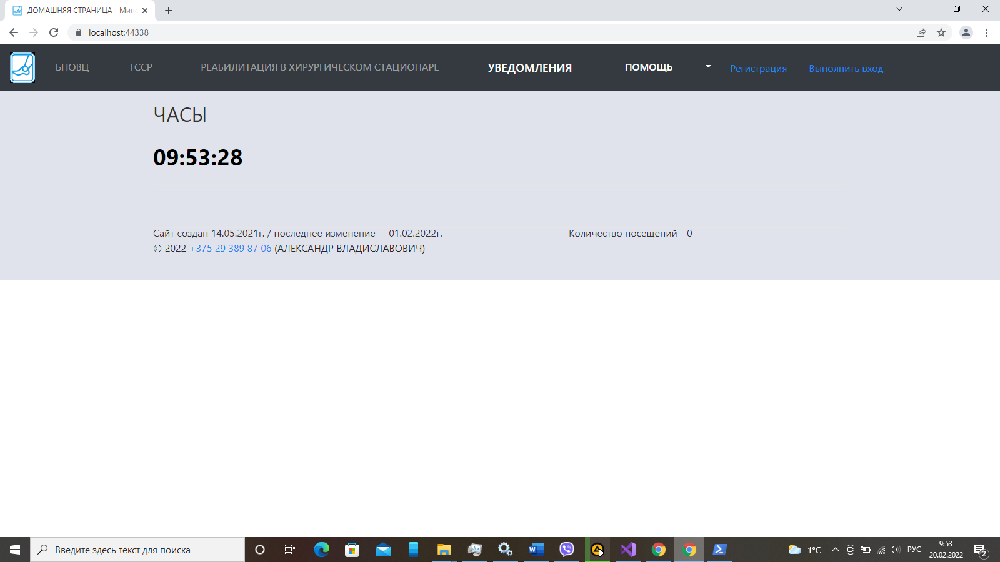 ДОМАШНЯЯ СТРАНИЦА - Мин
localhost:44338
БПОВЦ ТССР РЕАБИЛИТАЦИЯ В ХИРУРГИЧЕСКОМ СТАЦИОНАРЕ УВЕДОМЛЕНИЯ ПОМОЩЬ Регистрация Выполнить вход
ЧАСЫ
09:53:28
Сайт создан 14.05.2021г. / последнее изменение -- 01.02.2022г. Количество посещений - 0
© 2022 +375 29 389 87 06 (АЛЕКСАНДР ВЛАДИСЛАВОВИЧ)
Введите здесь текст для поиска
1°C
РУС
9:53
20.02.2022
2